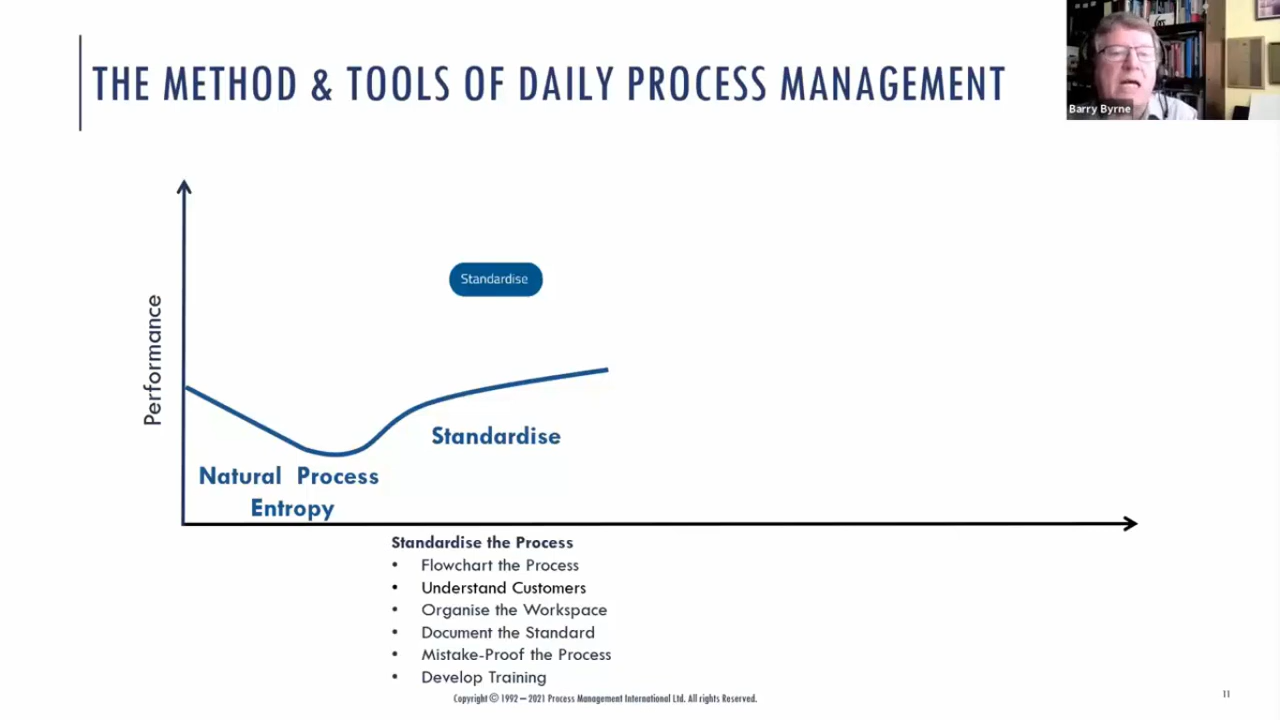 THE METHOD & TOOLS OF DAILY PROCESS MANAGEMENT
Barry Byrne
Standardise
Performance
Standardise
Natural Process
Entropy
Standardise the Process
• Flowchart the Process
• Understand Customers
• Organise the Workspace
• Document the Standard
• Mistake-Proof the Process
• Develop Training
Copyright © 1992 – 2021 Process Management International Ltd. All rights Reserved.
11